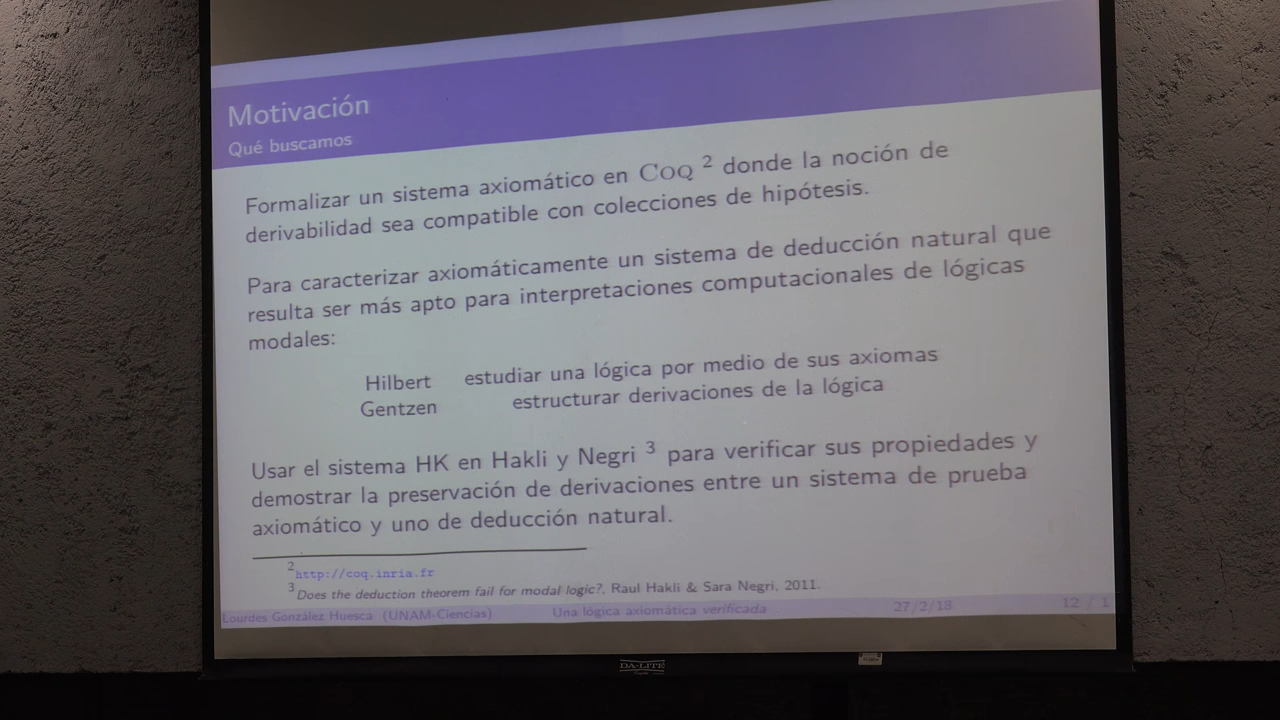 Motivación
Qué buscamos
Formalizar un sistema axiomático en Coq 2 donde la noción de
derivabilidad sea compatible con colecciones de hipótesis.
Para caracterizar axiomáticamente un sistema de deducción natural que
resulta ser más apto para interpretaciones computacionales de lógicas
modales:
Hilbert estudiar una lógica por medio de sus axiomas
Gentzen estructurar derivaciones de la lógica
Usar el sistema HK en Hakli y Negri 3 para verificar sus propiedades y
demostrar la preservación de derivaciones entre un sistema de prueba
axiomático y uno de deducción natural.
2 http://coq.inria.fr
3 Does the deduction theorem fail for modal logic?, Raul Hakli & Sara Negri, 2011.
Lourdes González Huesca (UNAM-Ciencias) Una lógica axiomática verificada 27/2/18 12 / 1
DA-LITE